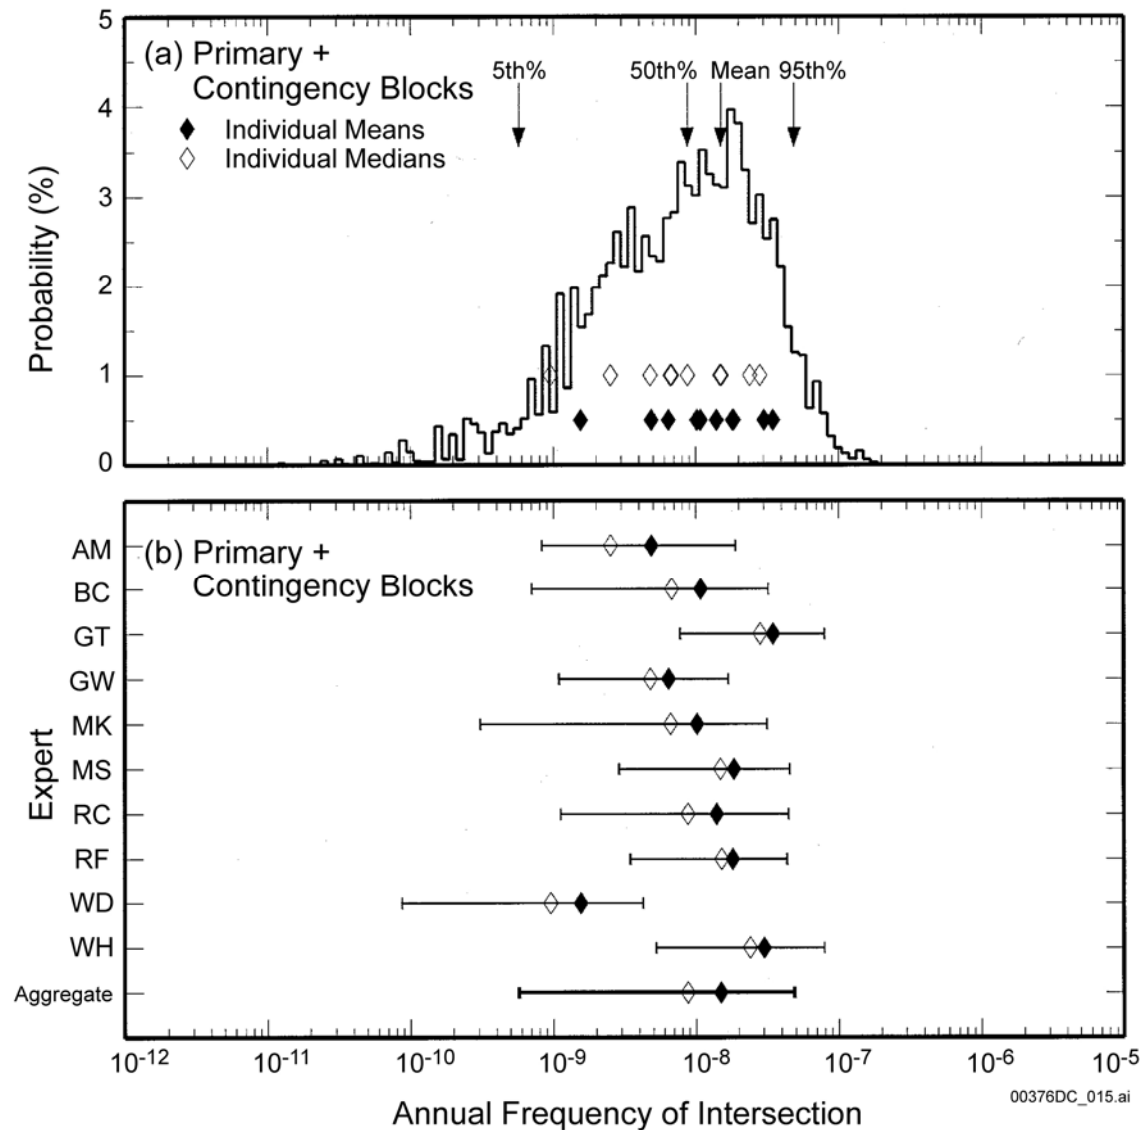 5
(a) Primary +
Contingency Blocks
5th% 50th% Mean 95th%
4
Individual Means
Individual Medians
3
2
1
0
Probability (%)
(b) Primary +
Contingency Blocks
AM
BC
GT
GW
MK
MS
RC
RF
WD
WH
Aggregate
Expert
10-12 10-11 10-10 10-9 10-8 10-7 10-6 10-5
Annual Frequency of Intersection
00376DC_015.ai